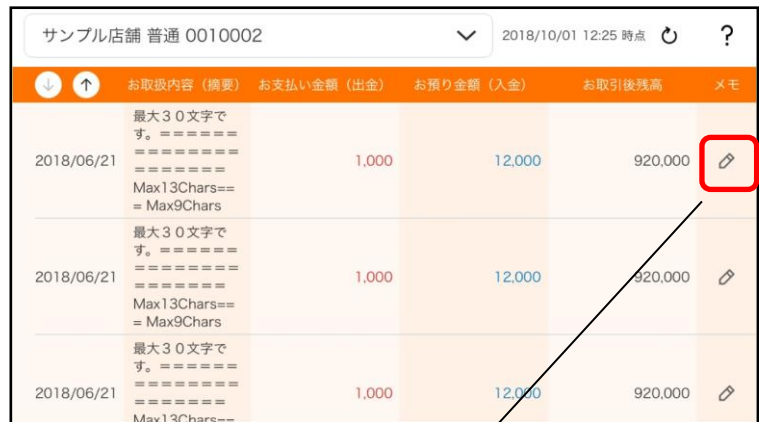 サンプル店舗 普通 0010002 2018/10/01 12:25 時点 ?
お取扱内容（摘要） お支払い金額（出金） お預り金額（入金） お取引後残高 メモ
最大３０文字で
す。＝＝＝＝＝＝
＝＝＝＝＝＝＝＝
2018/06/21 1,000 12,000 920,000
＝＝＝＝＝＝＝
Max13Chars==
= Max9Chars
最大３０文字で
す。＝＝＝＝＝＝
＝＝＝＝＝＝＝＝
2018/06/21 1,000 12,000 920,000
＝＝＝＝＝＝＝
Max13Chars==
= Max9Chars
最大３０文字で
す。＝＝＝＝＝＝
＝＝＝＝＝＝＝＝
2018/06/21 1,000 12,000 920,000
＝＝＝＝＝＝＝
Max13Chars==